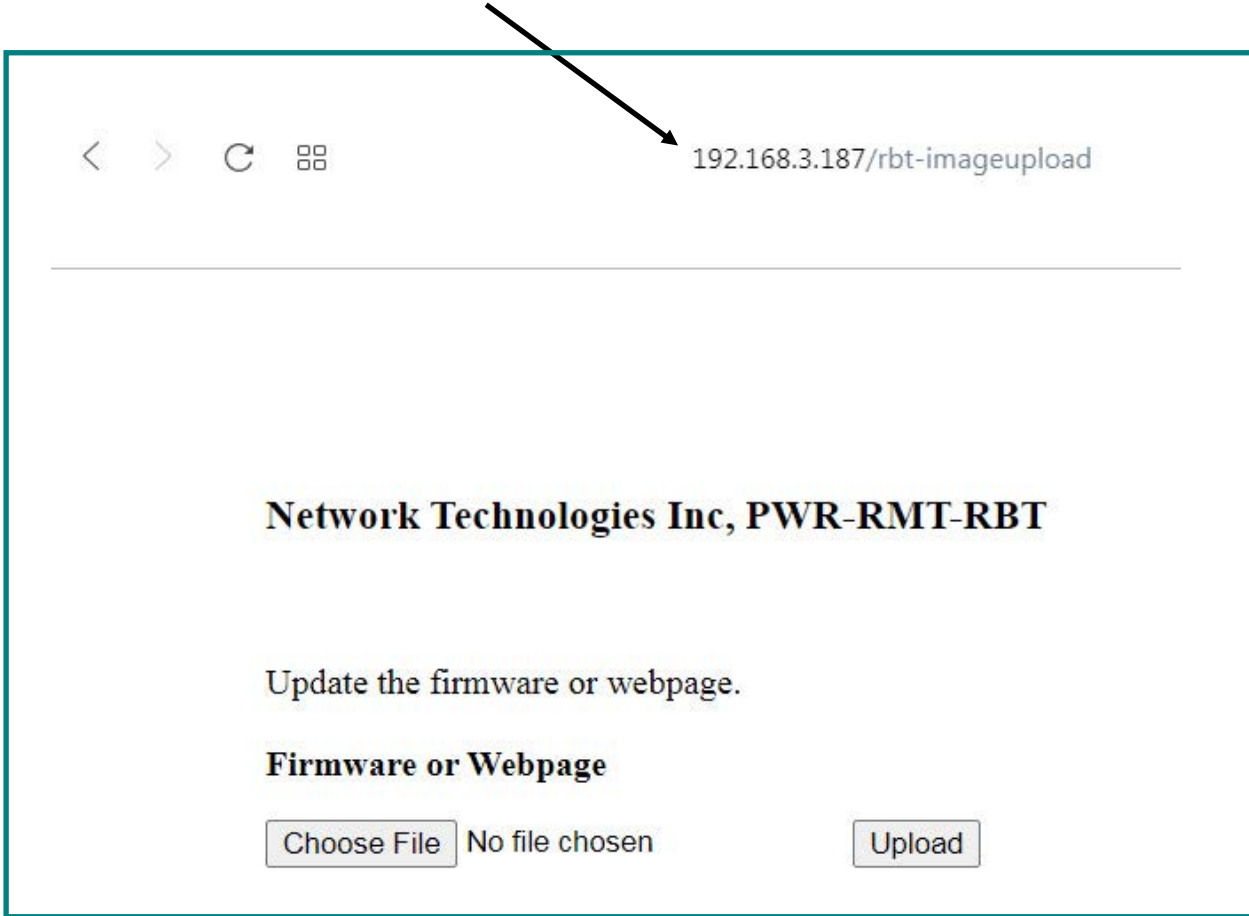 192.168.3.187/rbt-imageupload
Network Technologies Inc, PWR-RMT-RBT
Update the firmware or webpage.
Firmware or Webpage
Choose File No file chosen Upload